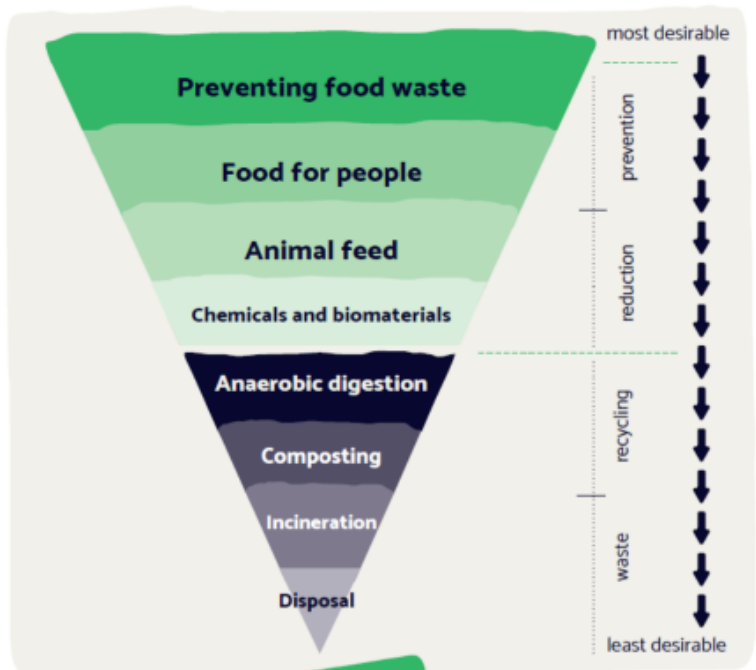 most desirable
Preventing food waste
prevention
Food for people
Animal feed
reduction
Chemicals and biomaterials
Anaerobic digestion
recycling
Composting
Incineration
waste
Disposal
least desirable